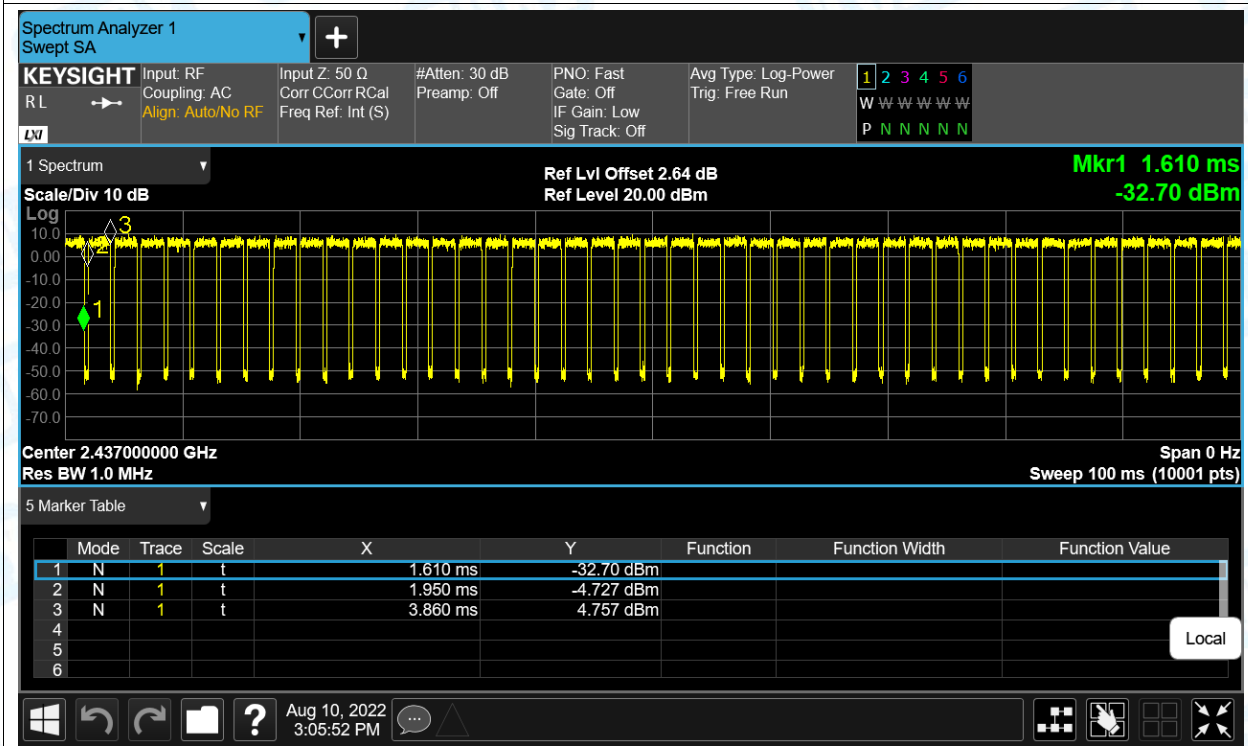 Spectrum Analyzer 1
Swept SA
▼
+
KEYSIGHT
R L
LXI
Input: RF
Coupling: AC
Align: Auto/No RF
Input Z: 50 Ω
Corr CCorr RCal
Freq Ref: Int (S)
#Atten: 30 dB
Preamp: Off
PNO: Fast
Gate: Off
IF Gain: Low
Sig Track: Off
Avg Type: Log-Power
Trig: Free Run
1 2 3 4 5 6
W W W W W W
P N N N N N
1 Spectrum ▼
Scale/Div 10 dB
Ref Lvl Offset 2.64 dB
Ref Level 20.00 dBm
Mkr1 1.610 ms
-32.70 dBm
Log
10.0
0.00
-10.0
-20.0
-30.0
-40.0
-50.0
-60.0
-70.0
3
2
1
Center 2.437000000 GHz
Res BW 1.0 MHz
Span 0 Hz
Sweep 100 ms (10001 pts)
5 Marker Table ▼
Mode Trace Scale X Y Function Function Width Function Value
1 N 1 t 1.610 ms -32.70 dBm
2 N 1 t 1.950 ms -4.727 dBm
3 N 1 t 3.860 ms 4.757 dBm
4
5
6
Local
?
Aug 10, 2022
3:05:52 PM